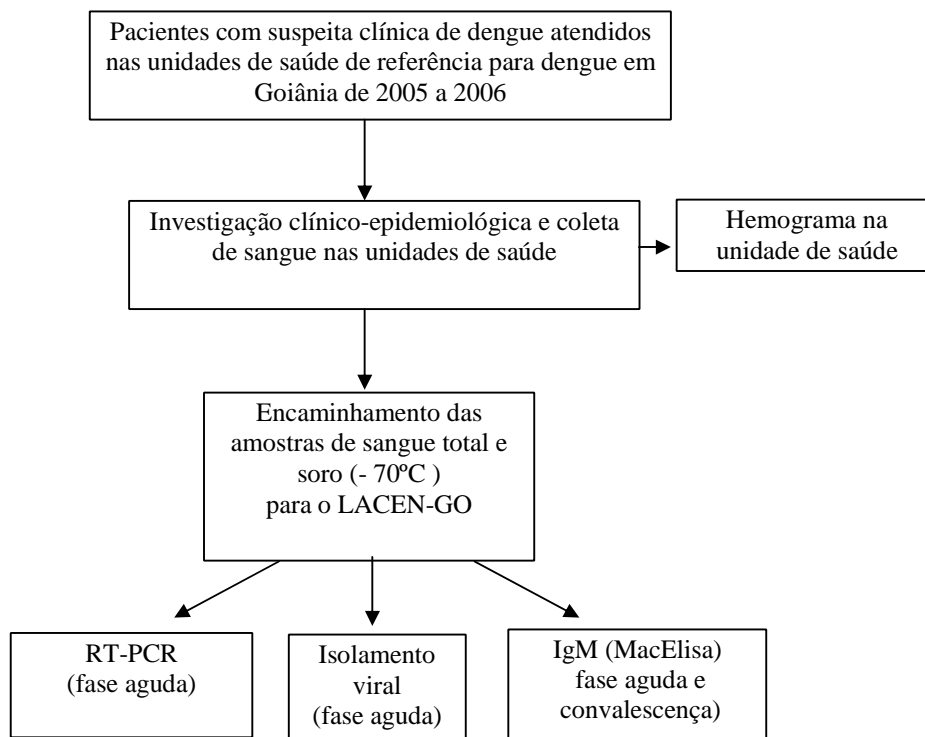 Pacientes com suspeita clínica de dengue atendidos
nas unidades de saúde de referência para dengue em
Goiânia de 2005 a 2006
Investigação clínico-epidemiológica e coleta
de sangue nas unidades de saúde
Hemograma na
unidade de saúde
Encaminhamento das
amostras de sangue total e
soro (- 70ºC )
para o LACEN-GO
RT-PCR
(fase aguda)
Isolamento
viral
(fase aguda)
IgM (MacElisa)
fase aguda e
convalescença)